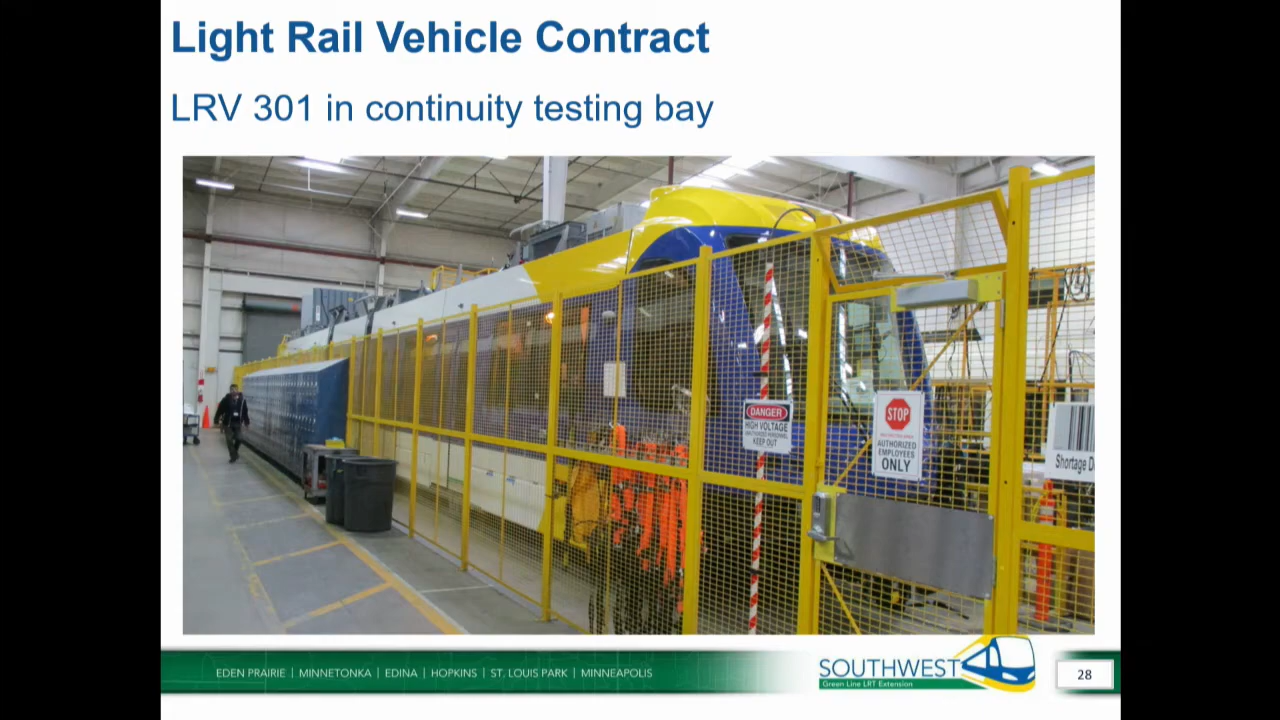 Light Rail Vehicle Contract
LRV 301 in continuity testing bay
DANGER
HIGH VOLTAGE
KEEP OUT
STOP
AUTHORIZED
EMPLOYEES
ONLY
Shortage
EDEN PRAIRIE | MINNETONKA | EDINA | HOPKINS | ST. LOUIS PARK | MINNEAPOLIS
SOUTHWEST
Green Line LRT Extension
28